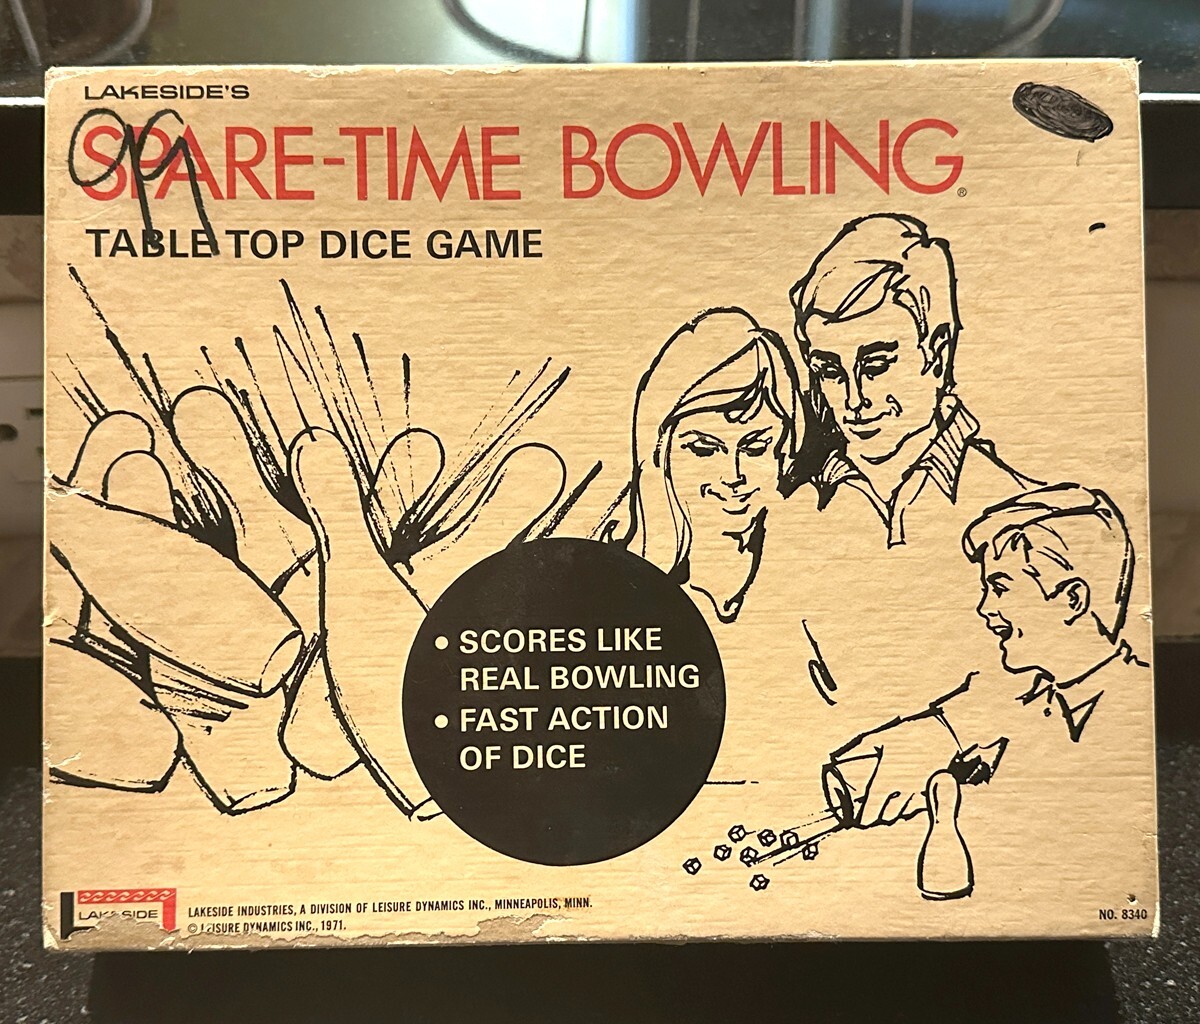 LAKESIDE'S
SPARE-TIME BOWLING®
TABLE TOP DICE GAME
• SCORES LIKE
REAL BOWLING
• FAST ACTION
OF DICE
LAKESIDE
LAKESIDE INDUSTRIES, A DIVISION OF LEISURE DYNAMICS INC., MINNEAPOLIS, MINN.
© LEISURE DYNAMICS INC., 1971.
NO. 8340